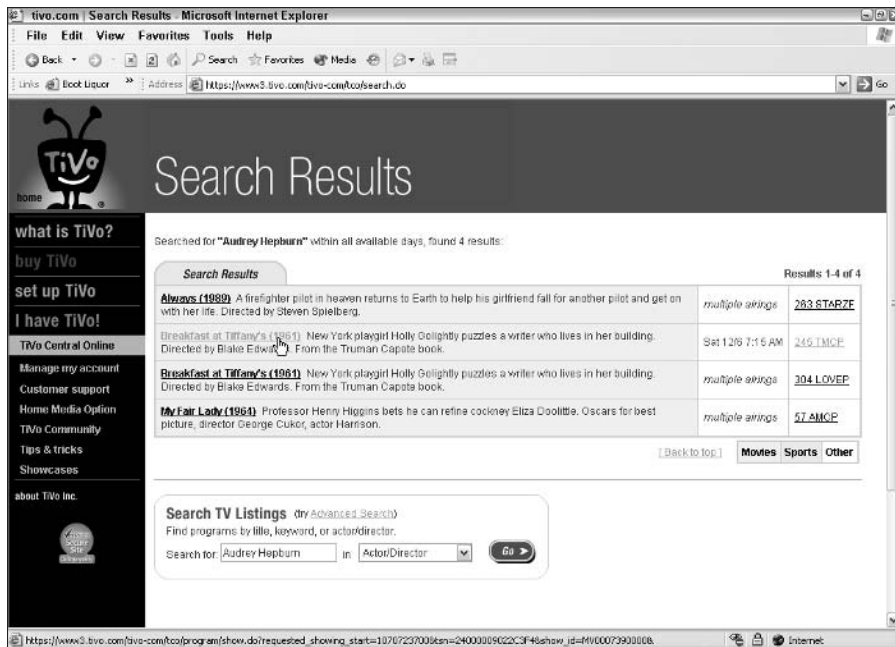 tivo.com | Search Results - Microsoft Internet Explorer
File Edit View Favorites Tools Help
Back Search Favorites Media
Links Boot Liquor » Address https://www3.tivo.com/tivo-com/tco/search.do Go
TiVo
home
Search Results
what is TiVo?
buy TiVo
set up TiVo
I have TiVo!
TiVo Central Online
Manage my account
Customer support
Home Media Option
TiVo Community
Tips & tricks
Showcases
about TiVo Inc.
Searched for "Audrey Hepburn" within all available days, found 4 results:
Search Results Results 1-4 of 4
Always (1989) A firefighter pilot in heaven returns to Earth to help his girlfriend fall for another pilot and get on
with her life. Directed by Steven Spielberg.
multiple airings 263 STARZF
Breakfast at Tiffany's (1961) New York playgirl Holly Golightly puzzles a writer who lives in her building.
Directed by Blake Edwards. From the Truman Capote book.
Sat 12/6 7:15 AM 246 TMCP
Breakfast at Tiffany's (1961) New York playgirl Holly Golightly puzzles a writer who lives in her building.
Directed by Blake Edwards. From the Truman Capote book.
multiple airings 304 LOVEP
My Fair Lady (1964) Professor Henry Higgins bets he can refine cockney Eliza Doolittle. Oscars for best
picture, director George Cukor, actor Harrison.
multiple airings 57 AMCP
[ Back to top ] Movies Sports Other
Search TV Listings (try Advanced Search)
Find programs by title, keyword, or actor/director.
Search for: Audrey Hepburn in Actor/Director Go
Internet